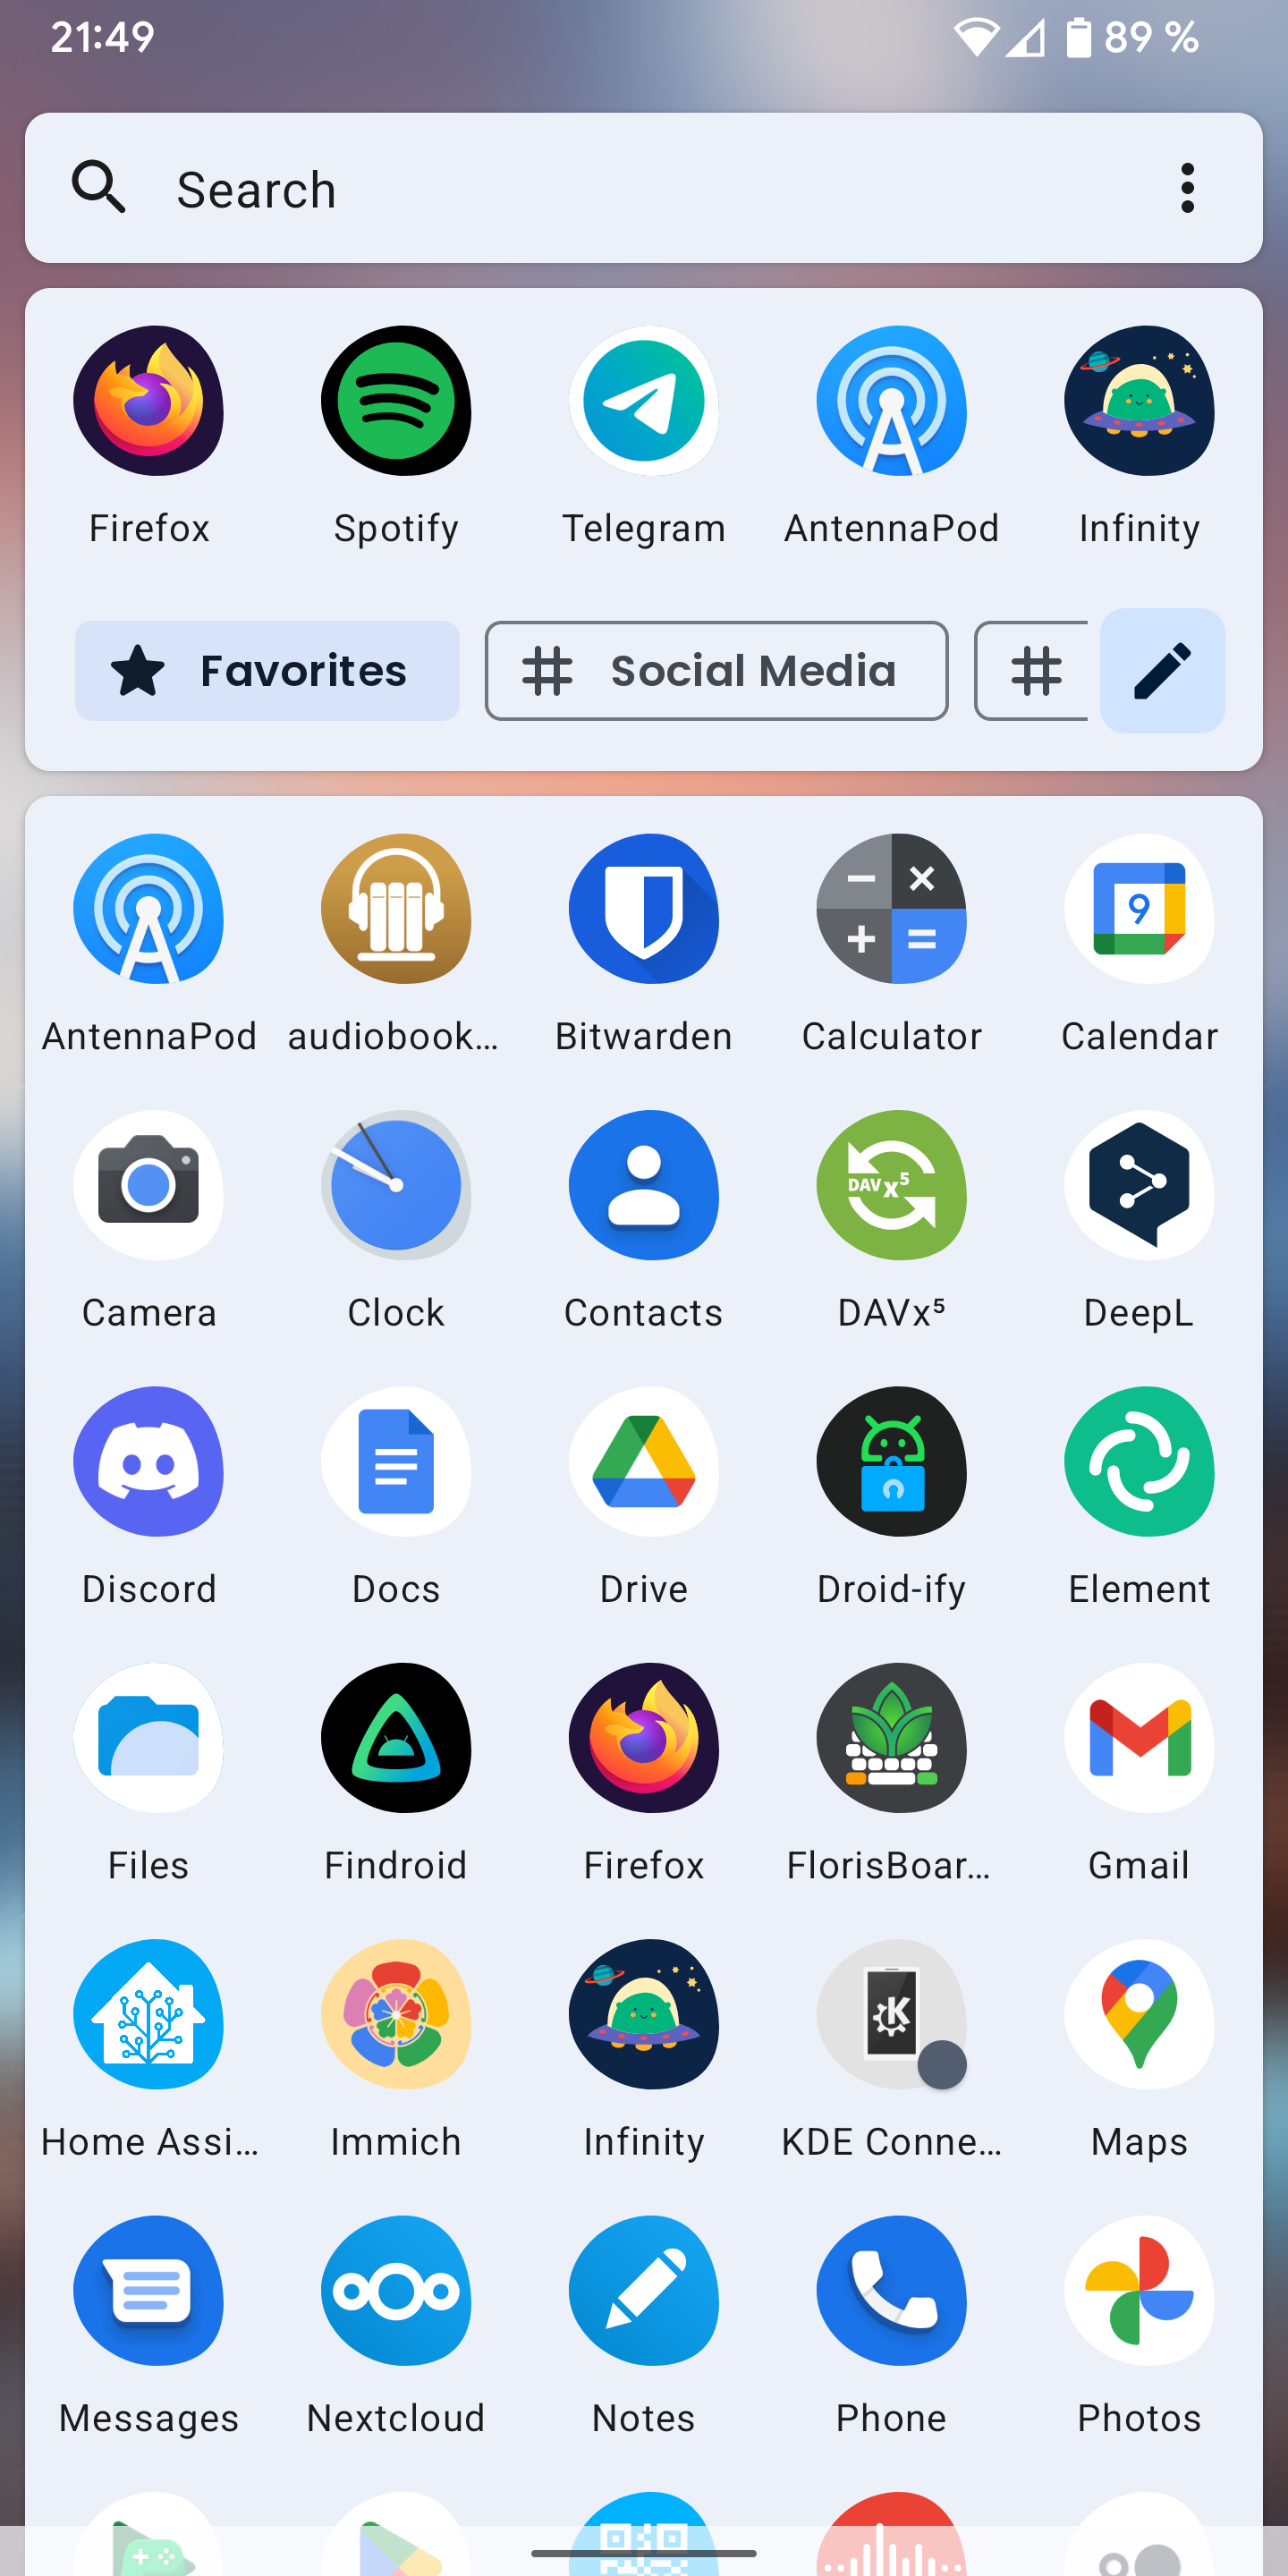 21:49 89 %
Search
Firefox Spotify Telegram AntennaPod Infinity
Favorites Social Media
AntennaPod audiobook… Bitwarden Calculator Calendar
9
Camera Clock Contacts DAVx⁵ DeepL
DAVx⁵
Discord Docs Drive Droid-ify Element
Files Findroid Firefox FlorisBoar… Gmail
Home Assi… Immich Infinity KDE Conne… Maps
Messages Nextcloud Notes Phone Photos